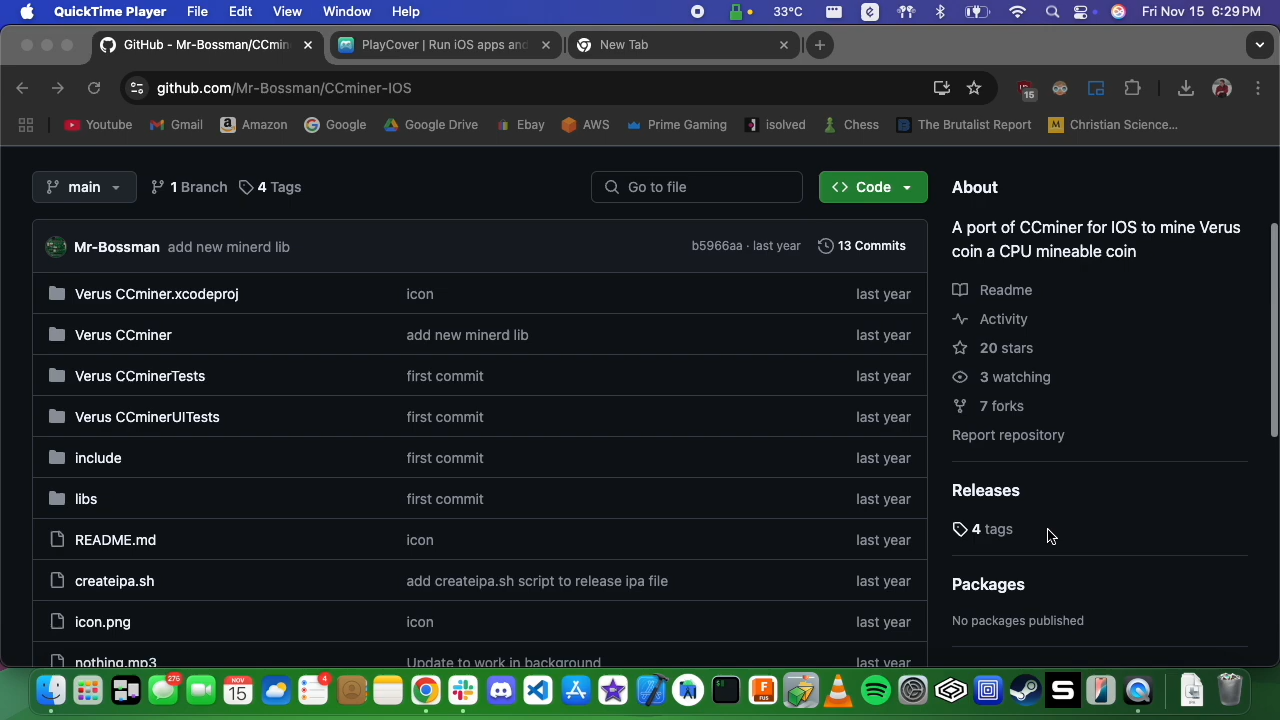 QuickTime Player File Edit View Window Help 33°C Fri Nov 15 6:29 PM
GitHub - Mr-Bossman/CCmin PlayCover | Run iOS apps and New Tab
github.com/Mr-Bossman/CCminer-IOS 15
Youtube Gmail Amazon Google Google Drive Ebay AWS Prime Gaming isolved Chess The Brutalist Report Christian Science...
main 1 Branch 4 Tags Go to file Code
Mr-Bossman add new minerd lib b5966aa · last year 13 Commits
Verus CCminer.xcodeproj icon last year
Verus CCminer add new minerd lib last year
Verus CCminerTests first commit last year
Verus CCminerUITests first commit last year
include first commit last year
libs first commit last year
README.md icon last year
createipa.sh add createipa.sh script to release ipa file last year
icon.png icon last year
nothing.mp3 Update to work in background last year
About
A port of CCminer for IOS to mine Verus
coin a CPU mineable coin
Readme
Activity
20 stars
3 watching
7 forks
Report repository
Releases
4 tags
Packages
No packages published
276 NOV 15 4